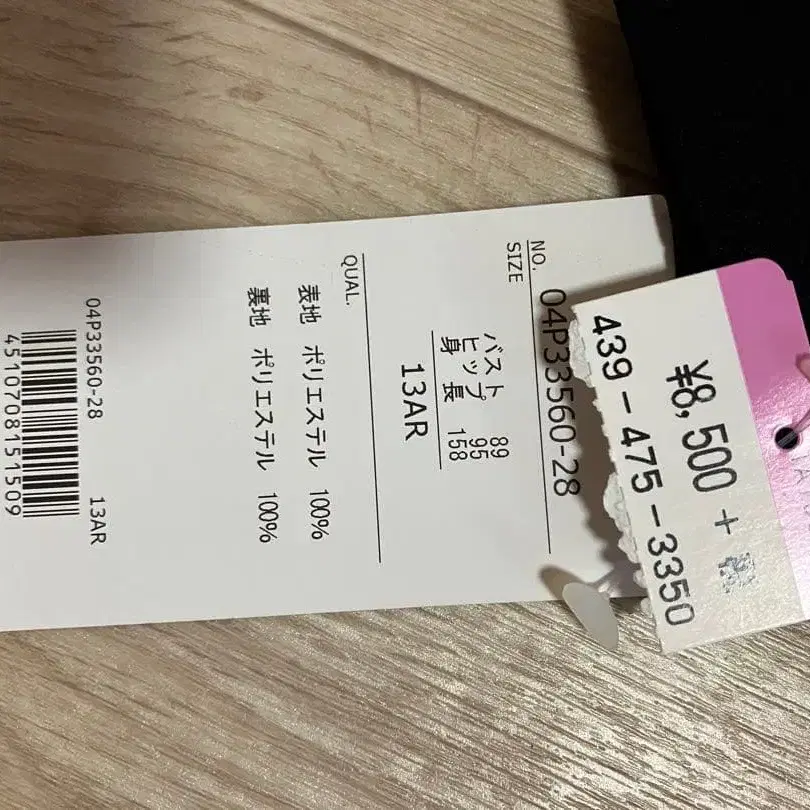 NO. 04P33560-28
SIZE
バスト 89
ヒップ 95
身長 158
13AR
QUAL.
表地 ポリエステル 100%
裏地 ポリエステル 100%
04P33560-28 13AR
4510708151509
¥8,500 +
439-475-3350